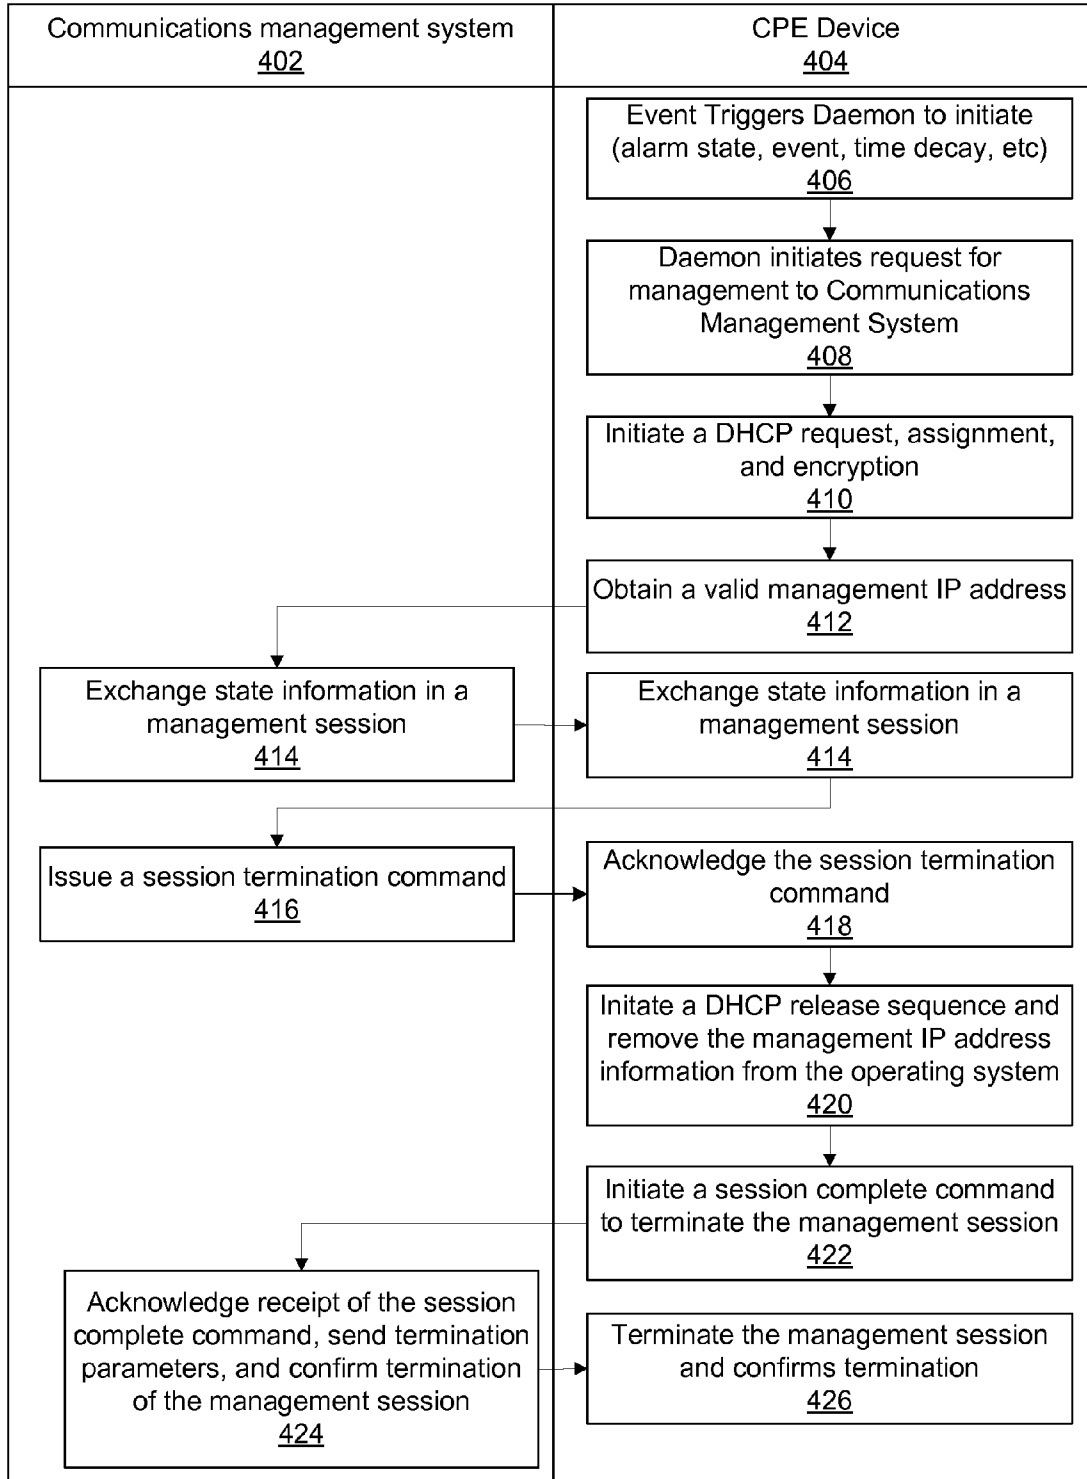 Communications management system
402
CPE Device
404
Event Triggers Daemon to initiate
(alarm state, event, time decay, etc)
406
Daemon initiates request for
management to Communications
Management System
408
Initiate a DHCP request, assignment,
and encryption
410
Obtain a valid management IP address
412
Exchange state information in a
management session
414
Exchange state information in a
management session
414
Issue a session termination command
416
Acknowledge the session termination
command
418
Initate a DHCP release sequence and
remove the management IP address
information from the operating system
420
Initiate a session complete command
to terminate the management session
422
Acknowledge receipt of the session
complete command, send termination
parameters, and confirm termination
of the management session
424
Terminate the management session
and confirms termination
426